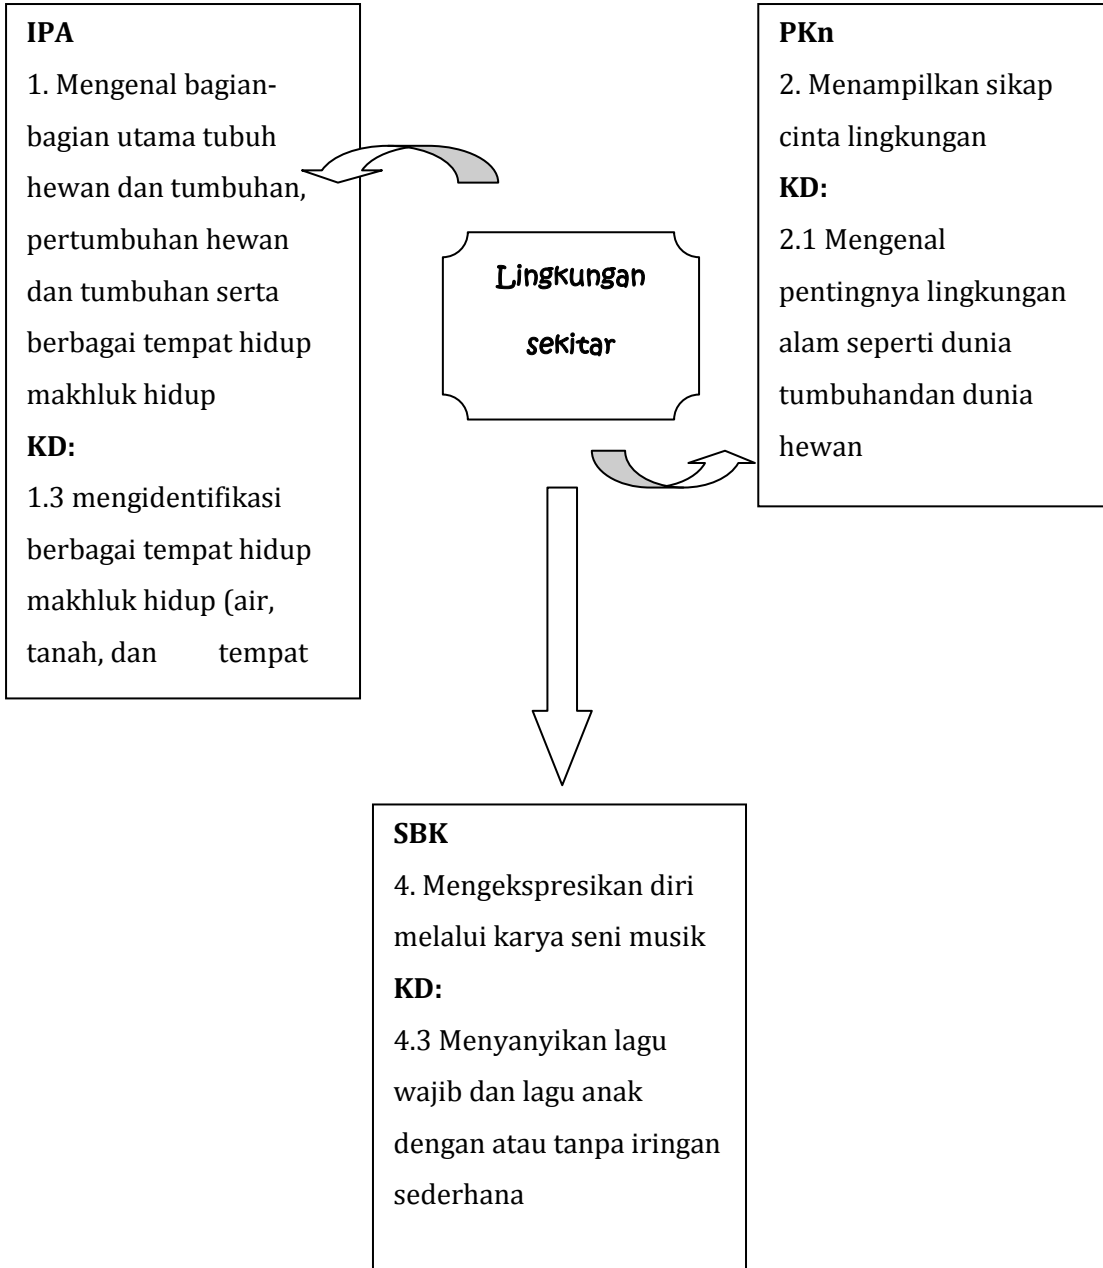 IPA
1. Mengenal bagian-
bagian utama tubuh
hewan dan tumbuhan,
pertumbuhan hewan
dan tumbuhan serta
berbagai tempat hidup
makhluk hidup
KD:
1.3 mengidentifikasi
berbagai tempat hidup
makhluk hidup (air,
tanah, dan tempat
Lingkungan
sekitar
PKn
2. Menampilkan sikap
cinta lingkungan
KD:
2.1 Mengenal
pentingnya lingkungan
alam seperti dunia
tumbuhandan dunia
hewan
SBK
4. Mengekspresikan diri
melalui karya seni musik
KD:
4.3 Menyanyikan lagu
wajib dan lagu anak
dengan atau tanpa iringan
sederhana